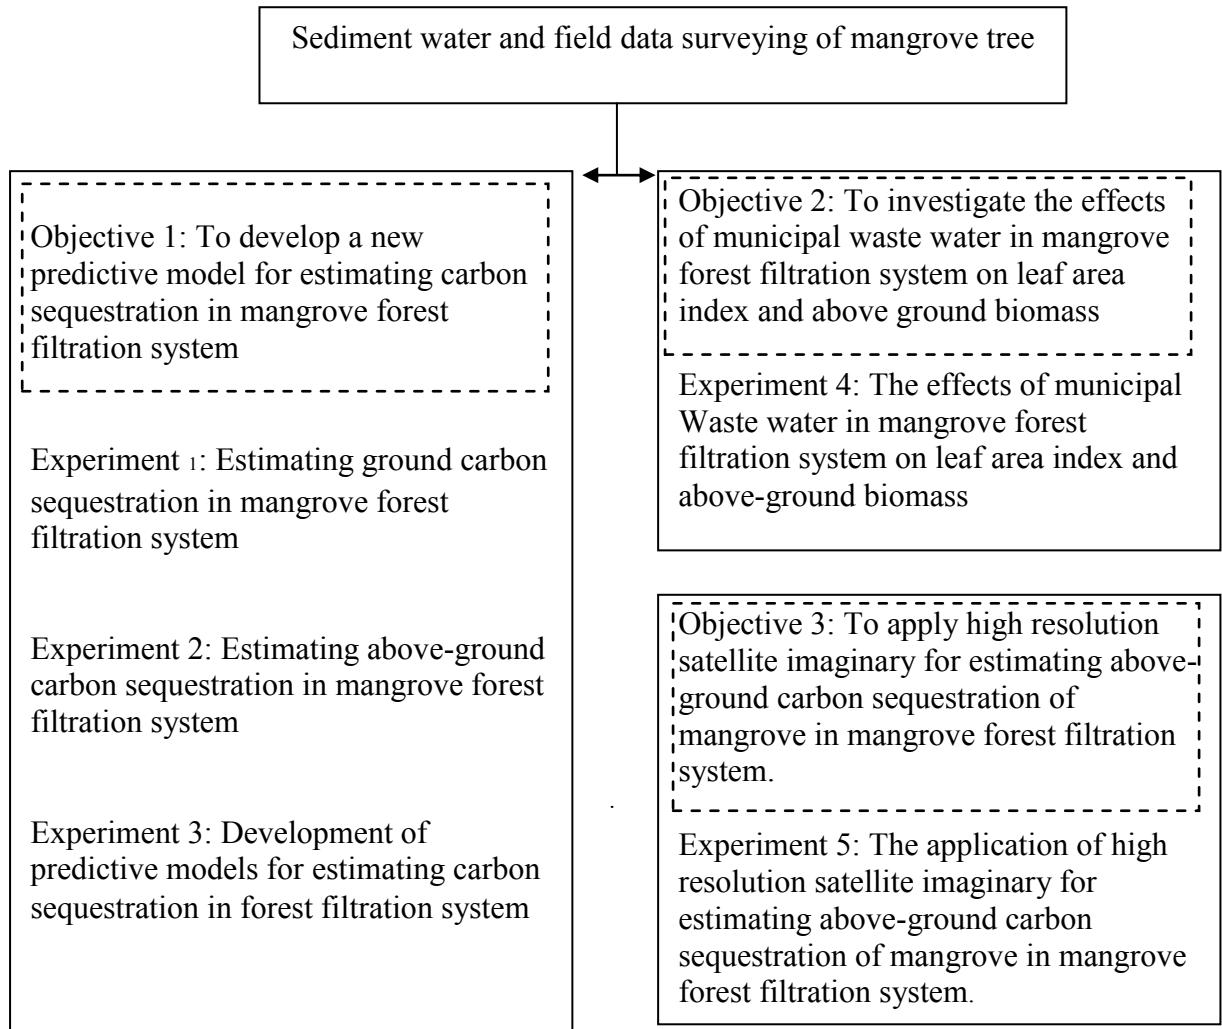 Sediment water and field data surveying of mangrove tree
Objective 1: To develop a new
predictive model for estimating carbon
sequestration in mangrove forest
filtration system
Experiment 1: Estimating ground carbon
sequestration in mangrove forest
filtration system
Experiment 2: Estimating above-ground
carbon sequestration in mangrove forest
filtration system
Experiment 3: Development of
predictive models for estimating carbon
sequestration in forest filtration system
Objective 2: To investigate the effects
of municipal waste water in mangrove
forest filtration system on leaf area
index and above ground biomass
Experiment 4: The effects of municipal
Waste water in mangrove forest
filtration system on leaf area index and
above-ground biomass
Objective 3: To apply high resolution
satellite imaginary for estimating above-
ground carbon sequestration of
mangrove in mangrove forest filtration
system.
Experiment 5: The application of high
resolution satellite imaginary for
estimating above-ground carbon
sequestration of mangrove in mangrove
forest filtration system.